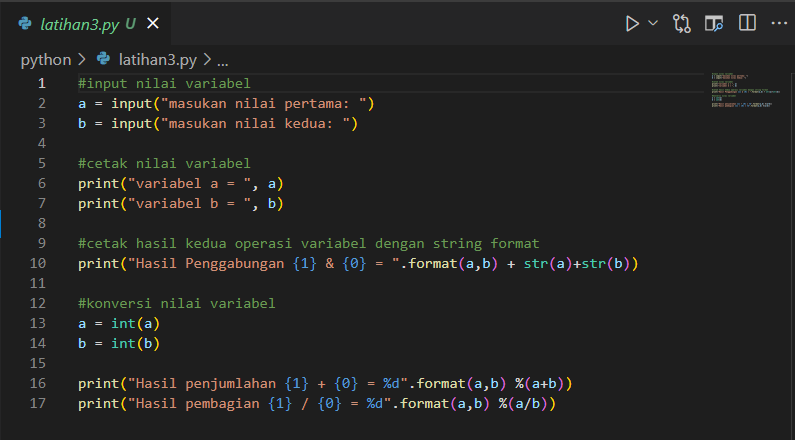 latihan3.py U
python > latihan3.py > ...
1 #input nilai variabel
2 a = input("masukan nilai pertama: ")
3 b = input("masukan nilai kedua: ")
4
5 #cetak nilai variabel
6 print("variabel a = ", a)
7 print("variabel b = ", b)
8
9 #cetak hasil kedua operasi variabel dengan string format
10 print("Hasil Penggabungan {1} & {0} = ".format(a,b) + str(a)+str(b))
11
12 #konversi nilai variabel
13 a = int(a)
14 b = int(b)
15
16 print("Hasil penjumlahan {1} + {0} = %d".format(a,b) %(a+b))
17 print("Hasil pembagian {1} / {0} = %d".format(a,b) %(a/b))